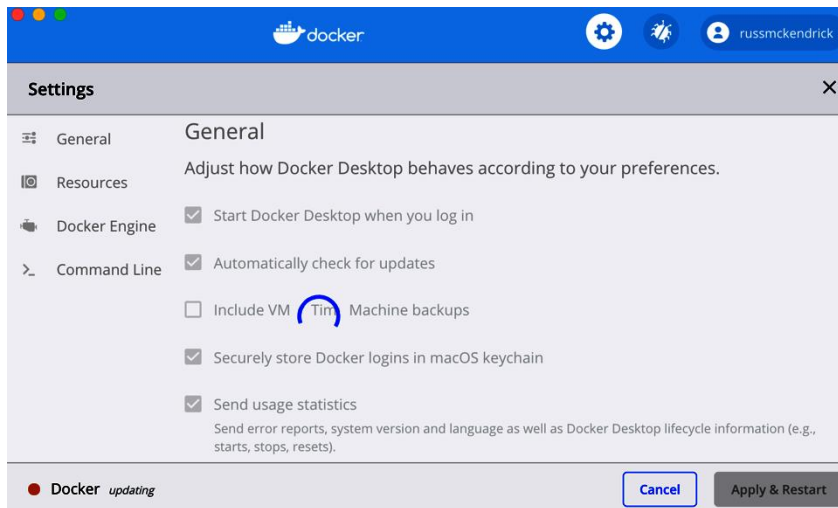 docker
russmckendrick
Settings
General
Resources
Docker Engine
>_ Command Line
General
Adjust how Docker Desktop behaves according to your preferences.
Start Docker Desktop when you log in
Automatically check for updates
Include VM Tim Machine backups
Securely store Docker logins in macOS keychain
Send usage statistics
Send error reports, system version and language as well as Docker Desktop lifecycle information (e.g.,
starts, stops, resets).
Docker updating
Cancel
Apply & Restart